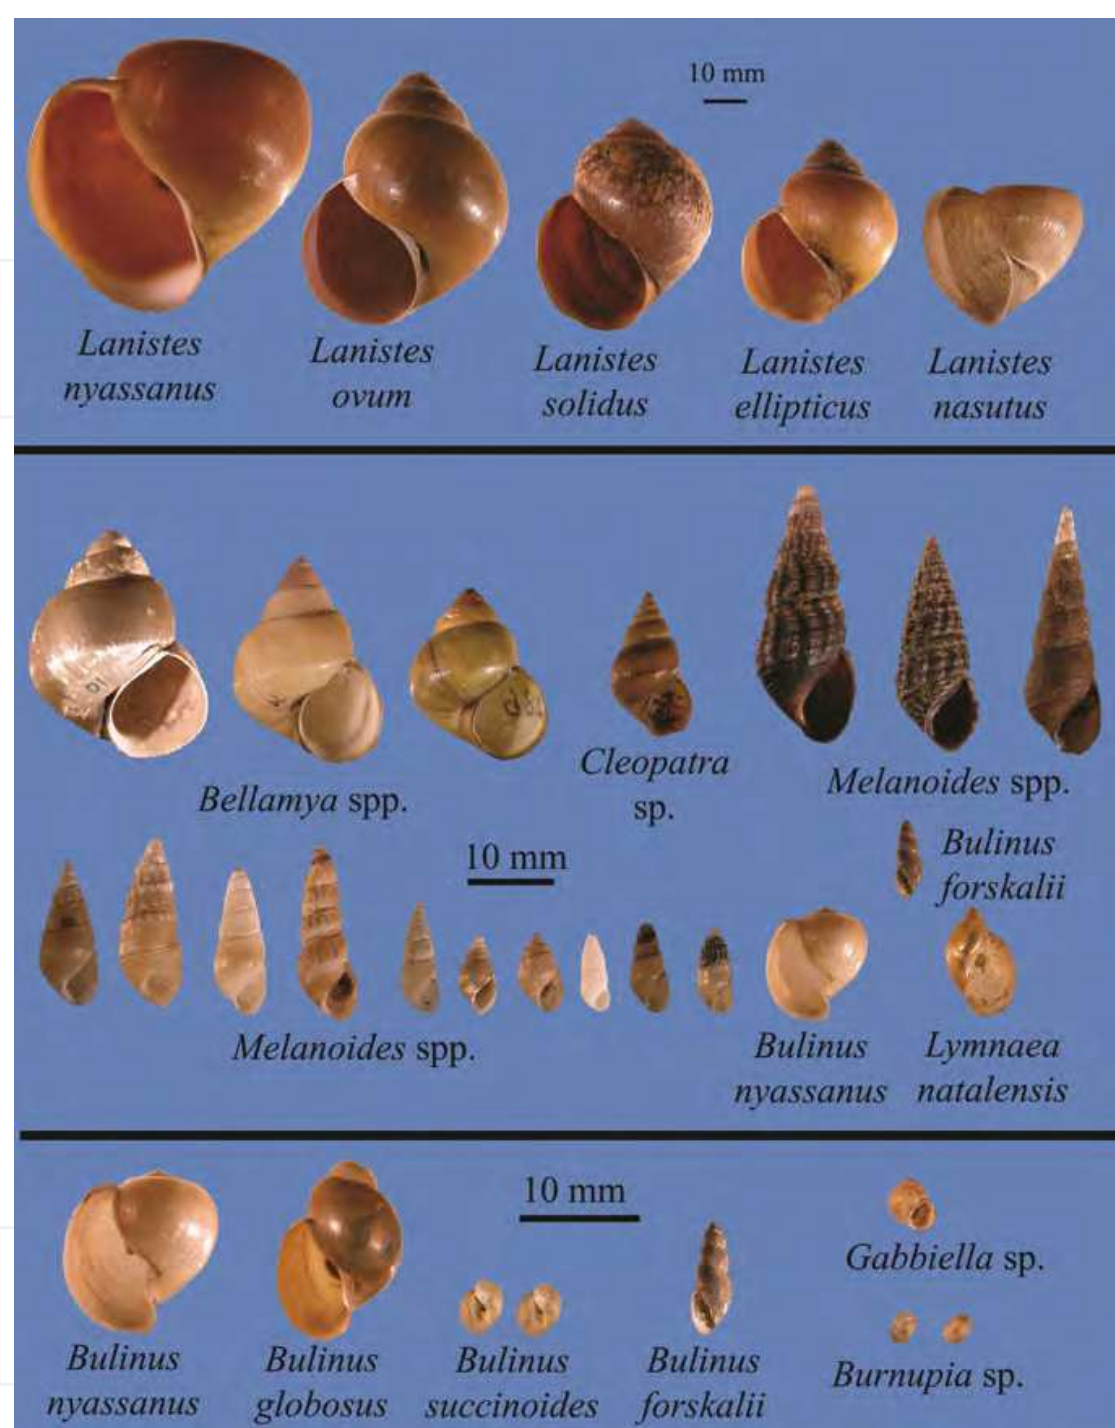 10 mm
Lanistes
nyassanus
Lanistes
ovum
Lanistes
solidus
Lanistes
ellipticus
Lanistes
nasutus
Bellamya spp.
Cleopatra
sp.
Melanoides spp.
Bulinus
forskalii
10 mm
Melanoides spp.
Bulinus
nyassanus
Lymnaea
natalensis
10 mm
Bulinus
nyassanus
Bulinus
globosus
Bulinus
succinoides
Bulinus
forskalii
Gabbiella sp.
Burnupia sp.